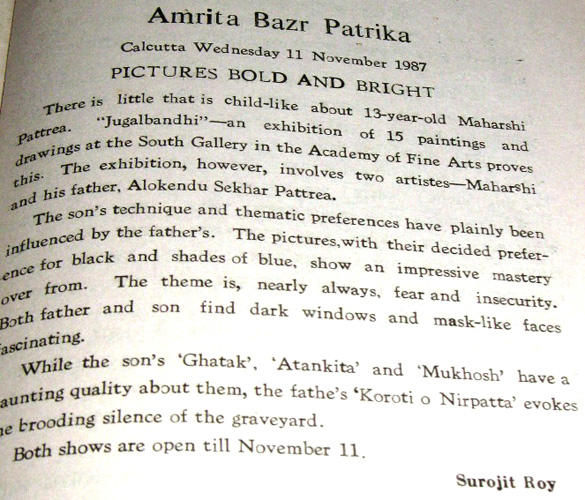 Amrita Bazr Patrika
Calcutta Wednesday 11 November 1987
PICTURES BOLD AND BRIGHT
There is little that is child-like about 13-year-old Maharshi
Pattrea. "Jugalbandhi"—an exhibition of 15 paintings and
drawings at the South Gallery in the Academy of Fine Arts proves
this. The exhibition, however, involves two artistes—Maharshi
and his father, Alokendu Sekhar Pattrea.
The son's technique and thematic preferences have plainly been
influenced by the father's. The pictures,with their decided prefer-
ence for black and shades of blue, show an impressive mastery
over from. The theme is, nearly always, fear and insecurity.
Both father and son find dark windows and mask-like faces
fascinating.
While the son's 'Ghatak', 'Atankita' and 'Mukhosh' have a
aunting quality about them, the fathe's 'Koroti o Nirpatta' evokes
he brooding silence of the graveyard.
Both shows are open till November 11.
Surojit Roy